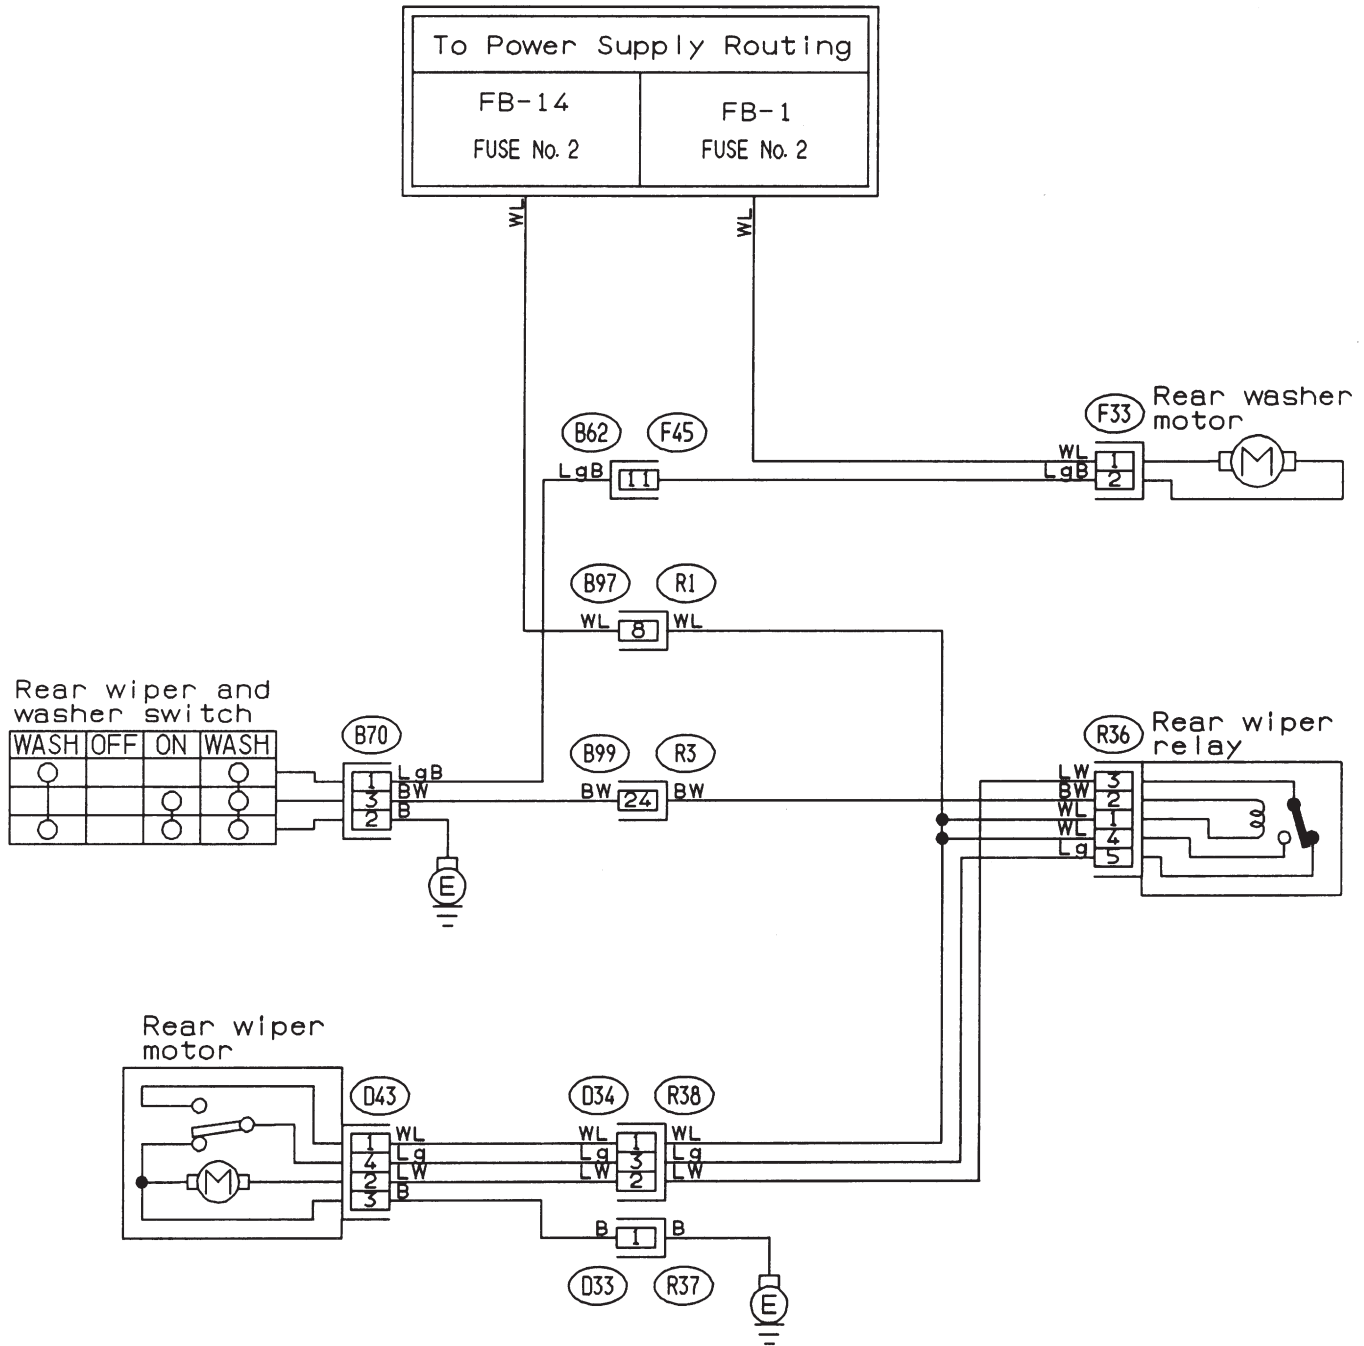 To Power Supply Routing
FB-14
FUSE No. 2
FB-1
FUSE No. 2
WL
WL
Rear washer
motor
F33
WL
LgB
1
2
M
B62
F45
LgB
11
B97
R1
WL
8
WL
Rear wiper and
washer switch
WASH OFF ON WASH
B70
1
3
2
LgB
BW
B
E
B99
R3
BW
24
BW
Rear wiper
relay
R36
LW
BW
WL
WL
Lg
3
2
1
4
5
Rear wiper
motor
M
D43
1
4
2
3
WL
Lg
LW
B
D34
R38
WL
Lg
LW
1
3
2
WL
Lg
LW
B
1
B
D33
R37
E